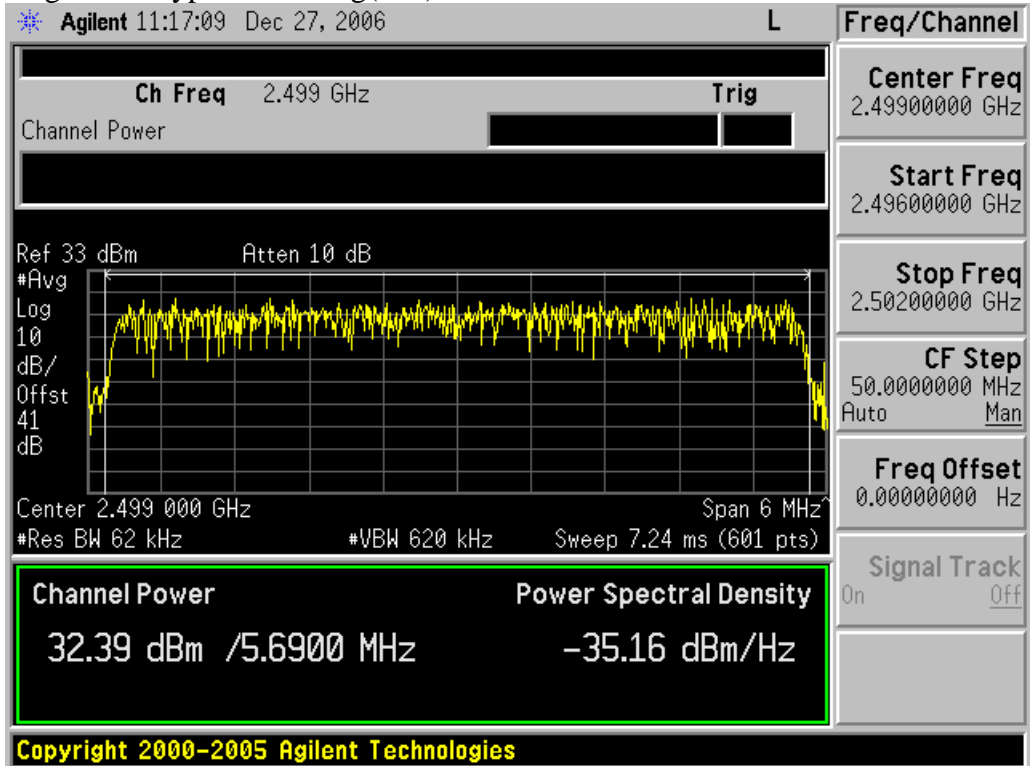 Agilent 11:17:09 Dec 27, 2006 L
Freq/Channel
Ch Freq 2.499 GHz Trig
Channel Power
Center Freq
2.49900000 GHz
Start Freq
2.49600000 GHz
Stop Freq
2.50200000 GHz
CF Step
50.0000000 MHz
Auto Man
Freq Offset
0.00000000 Hz
Signal Track
On Off
Ref 33 dBm Atten 10 dB
#Avg
Log
10
dB/
Offst
41
dB
Center 2.499 000 GHz Span 6 MHz^
#Res BW 62 kHz #VBW 620 kHz Sweep 7.24 ms (601 pts)
Channel Power Power Spectral Density
32.39 dBm /5.6900 MHz -35.16 dBm/Hz
Copyright 2000-2005 Agilent Technologies